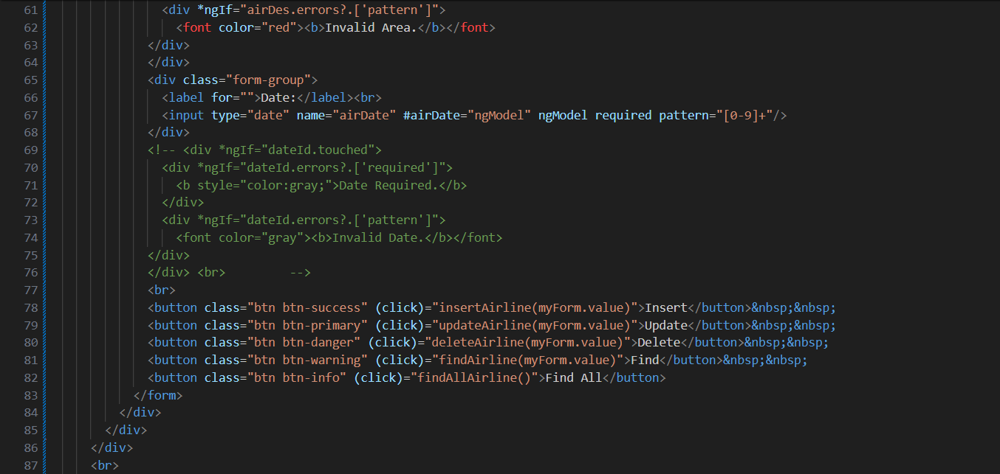 61 <div *ngIf="airDes.errors?.['pattern']">
62 <font color="red"><b>Invalid Area.</b></font>
63 </div>
64 </div>
65 <div class="form-group">
66 <label for="">Date:</label><br>
67 <input type="date" name="airDate" #airDate="ngModel" ngModel required pattern="[0-9]+"/>
68 </div>
69 <!-- <div *ngIf="dateId.touched">
70 <div *ngIf="dateId.errors?.['required']">
71 <b style="color:gray;">Date Required.</b>
72 </div>
73 <div *ngIf="dateId.errors?.['pattern']">
74 <font color="gray"><b>Invalid Date.</b></font>
75 </div>
76 </div> <br> -->
77 <br>
78 <button class="btn btn-success" (click)="insertAirline(myForm.value)">Insert</button>&nbsp;&nbsp;
79 <button class="btn btn-primary" (click)="updateAirline(myForm.value)">Update</button>&nbsp;&nbsp;
80 <button class="btn btn-danger" (click)="deleteAirline(myForm.value)">Delete</button>&nbsp;&nbsp;
81 <button class="btn btn-warning" (click)="findAirline(myForm.value)">Find</button>&nbsp;&nbsp;
82 <button class="btn btn-info" (click)="findAllAirline()">Find All</button>
83 </form>
84 </div>
85 </div>
86 </div>
87 <br>